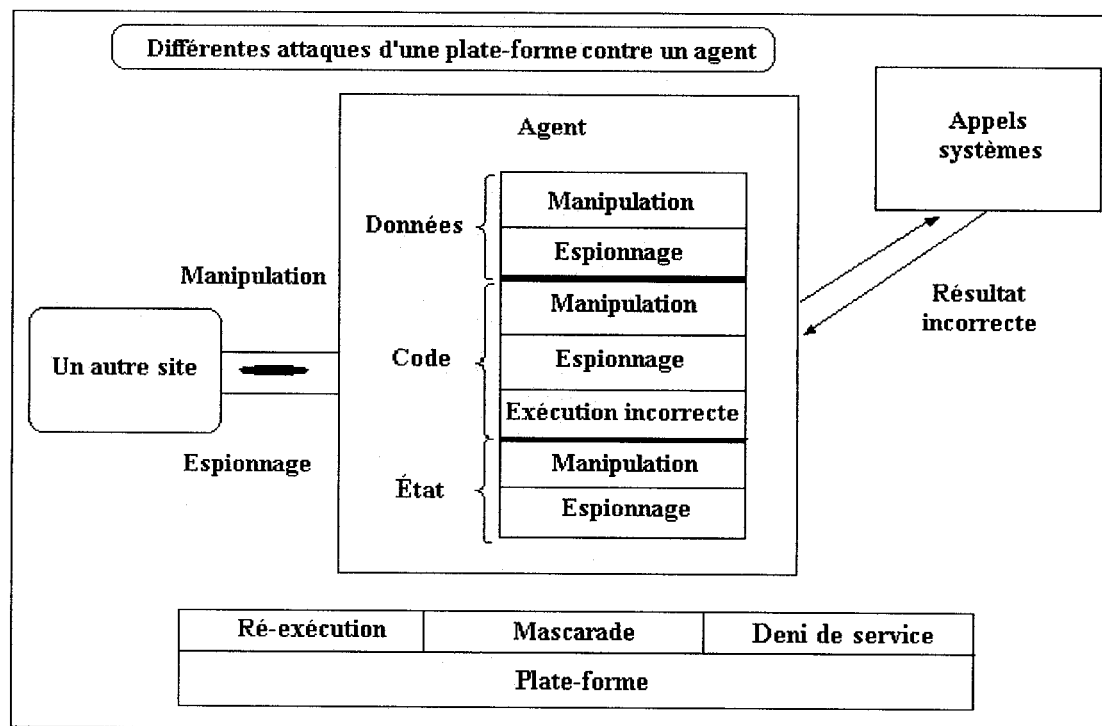 Différentes attaques d'une plate-forme contre un agent
Agent
Appels
systèmes
Données
Manipulation
Espionnage
Manipulation
Espionnage
Un autre site
Code
Manipulation
Espionnage
Exécution incorrecte
Résultat
incorrecte
État
Manipulation
Espionnage
Ré-exécution
Mascarade
Deni de service
Plate-forme